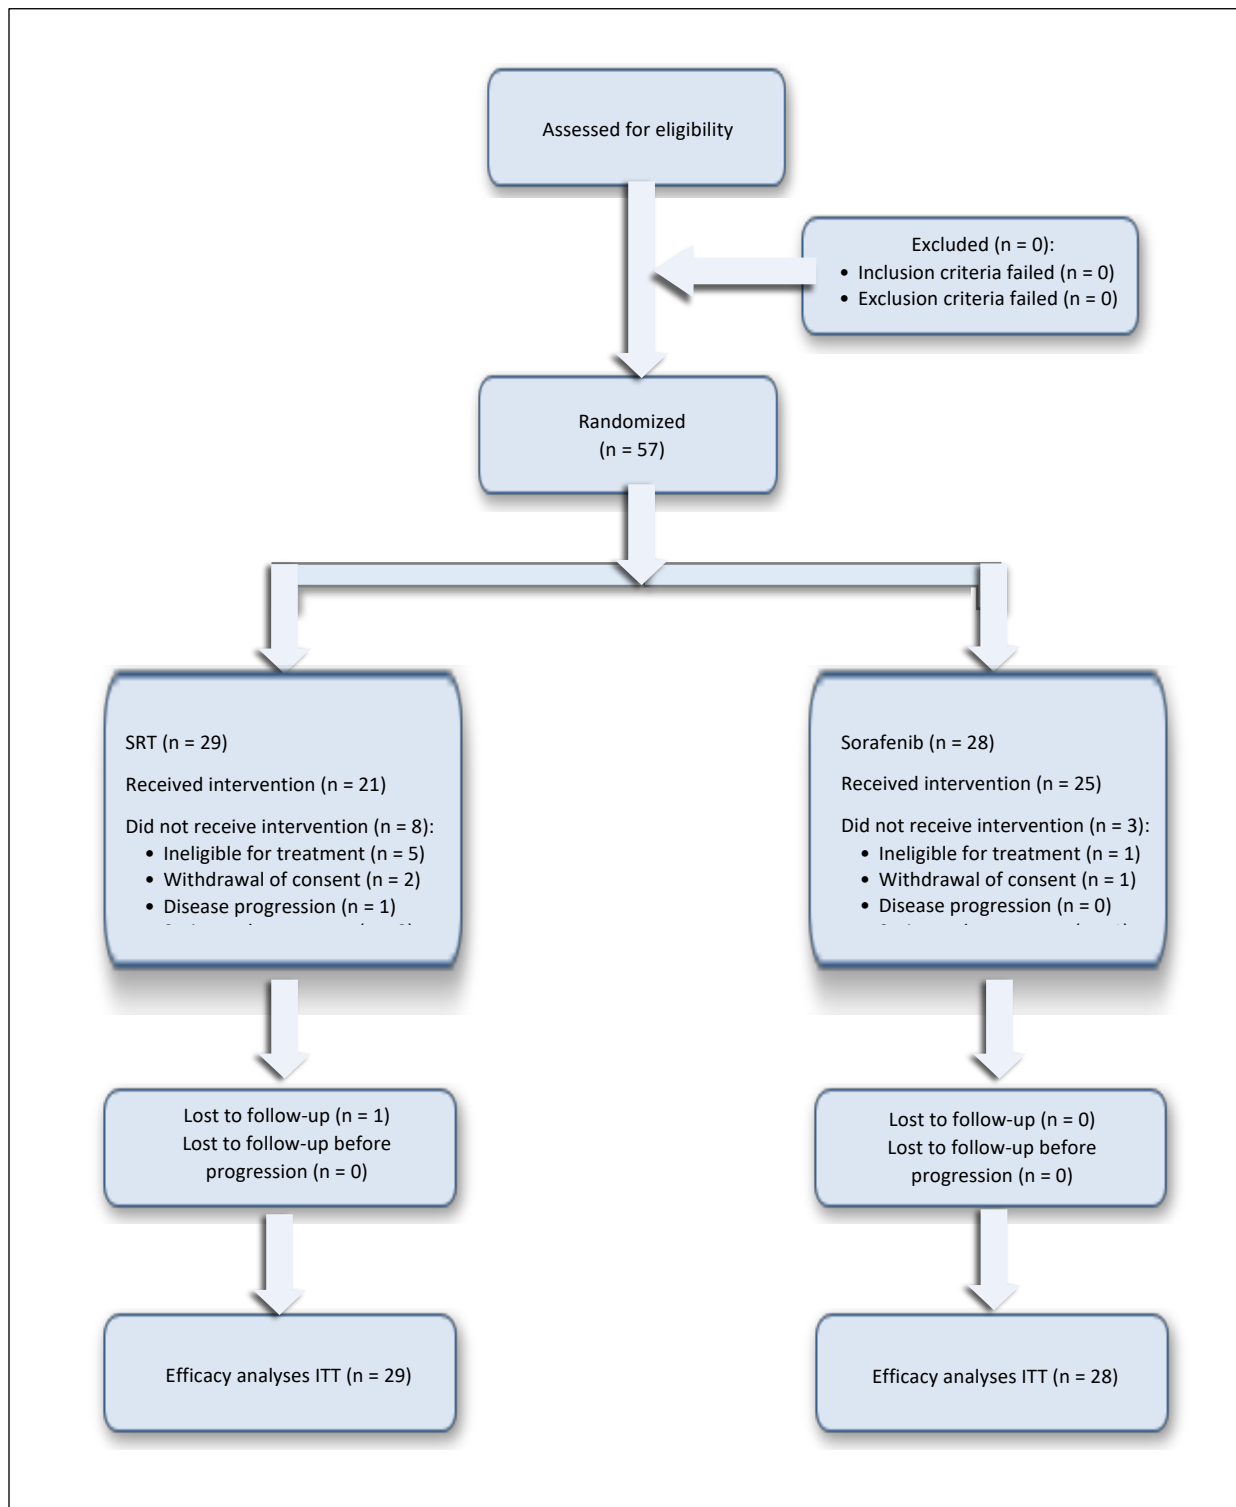 Assessed for eligibility
Excluded (n = 0):
• Inclusion criteria failed (n = 0)
• Exclusion criteria failed (n = 0)
Randomized
(n = 57)
SRT (n = 29)
Received intervention (n = 21)
Did not receive intervention (n = 8):
• Ineligible for treatment (n = 5)
• Withdrawal of consent (n = 2)
• Disease progression (n = 1)
Sorafenib (n = 28)
Received intervention (n = 25)
Did not receive intervention (n = 3):
• Ineligible for treatment (n = 1)
• Withdrawal of consent (n = 1)
• Disease progression (n = 0)
Lost to follow-up (n = 1)
Lost to follow-up before
progression (n = 0)
Lost to follow-up (n = 0)
Lost to follow-up before
progression (n = 0)
Efficacy analyses ITT (n = 29)
Efficacy analyses ITT (n = 28)